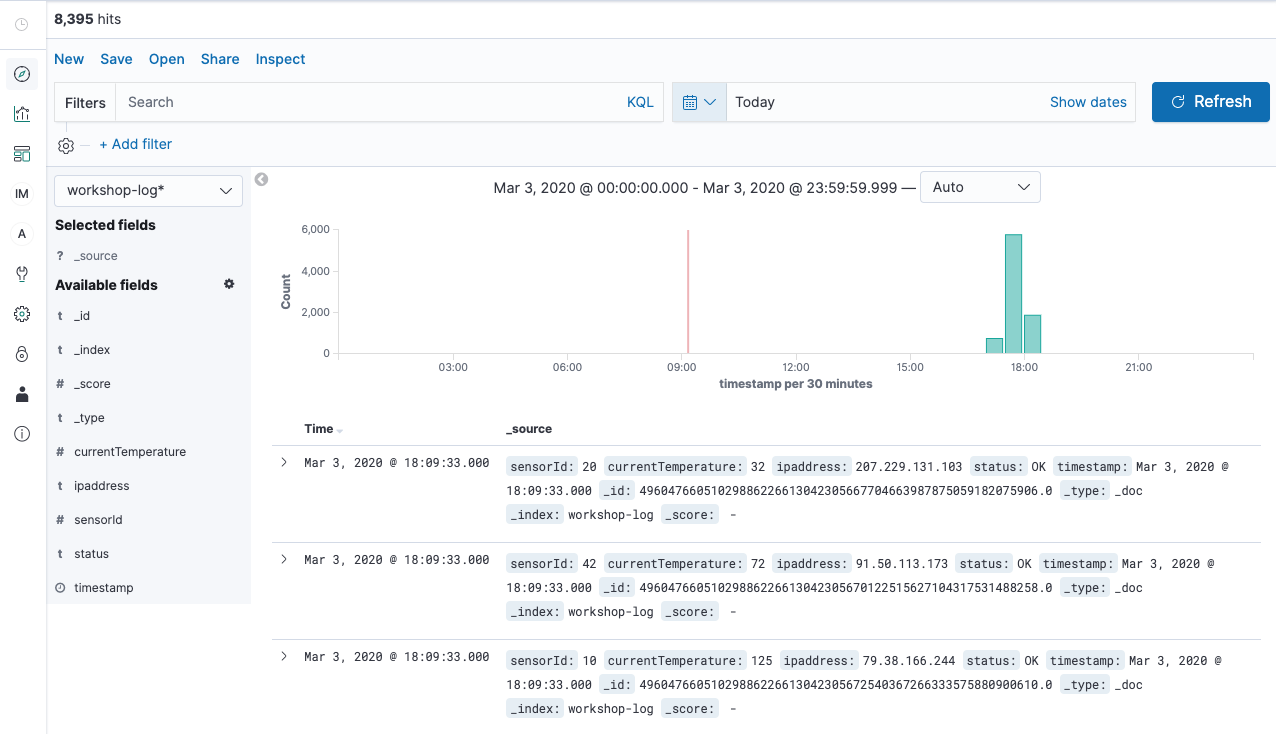 8,395 hits
New Save Open Share Inspect
Filters Search KQL Today Show dates Refresh
+ Add filter
IM
A
workshop-log*
Selected fields
? _source
Available fields
t _id
t _index
# _score
t _type
# currentTemperature
t ipaddress
# sensorId
t status
timestamp
Mar 3, 2020 @ 00:00:00.000 - Mar 3, 2020 @ 23:59:59.999 — Auto
Count
6,000
4,000
2,000
0
03:00 06:00 09:00 12:00 15:00 18:00 21:00
timestamp per 30 minutes
Time _source
Mar 3, 2020 @ 18:09:33.000 sensorId: 20 currentTemperature: 32 ipaddress: 207.229.131.103 status: OK timestamp: Mar 3, 2020 @
18:09:33.000 _id: 49604766051029886226613042305667704663987875059182075906.0 _type: _doc
_index: workshop-log _score: -
Mar 3, 2020 @ 18:09:33.000 sensorId: 42 currentTemperature: 72 ipaddress: 91.50.113.173 status: OK timestamp: Mar 3, 2020 @
18:09:33.000 _id: 49604766051029886226613042305670122515627104317531488258.0 _type: _doc
_index: workshop-log _score: -
Mar 3, 2020 @ 18:09:33.000 sensorId: 10 currentTemperature: 125 ipaddress: 79.38.166.244 status: OK timestamp: Mar 3, 2020 @
18:09:33.000 _id: 49604766051029886226613042305672540367266333575880900610.0 _type: _doc
_index: workshop-log _score: -